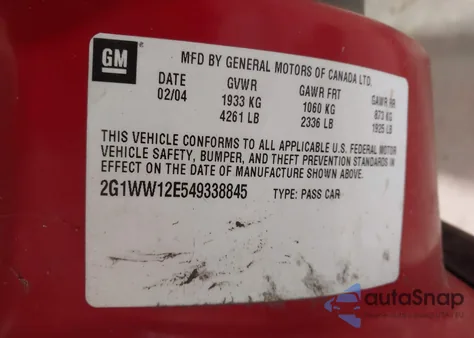 GM
MFD BY GENERAL MOTORS OF CANADA LTD.
DATE GVWR GAWR FRT GAWR RR
02/04 1933 KG 1060 KG 873 KG
4261 LB 2336 LB 1925 LB
THIS VEHICLE CONFORMS TO ALL APPLICABLE U.S. FEDERAL MOTOR
VEHICLE SAFETY, BUMPER, AND THEFT PREVENTION STANDARDS IN
EFFECT ON THE DATE OF MANUFACTURE SHOWN ABOVE.
2G1WW12E549338845 TYPE: PASS CAR
autoSnap